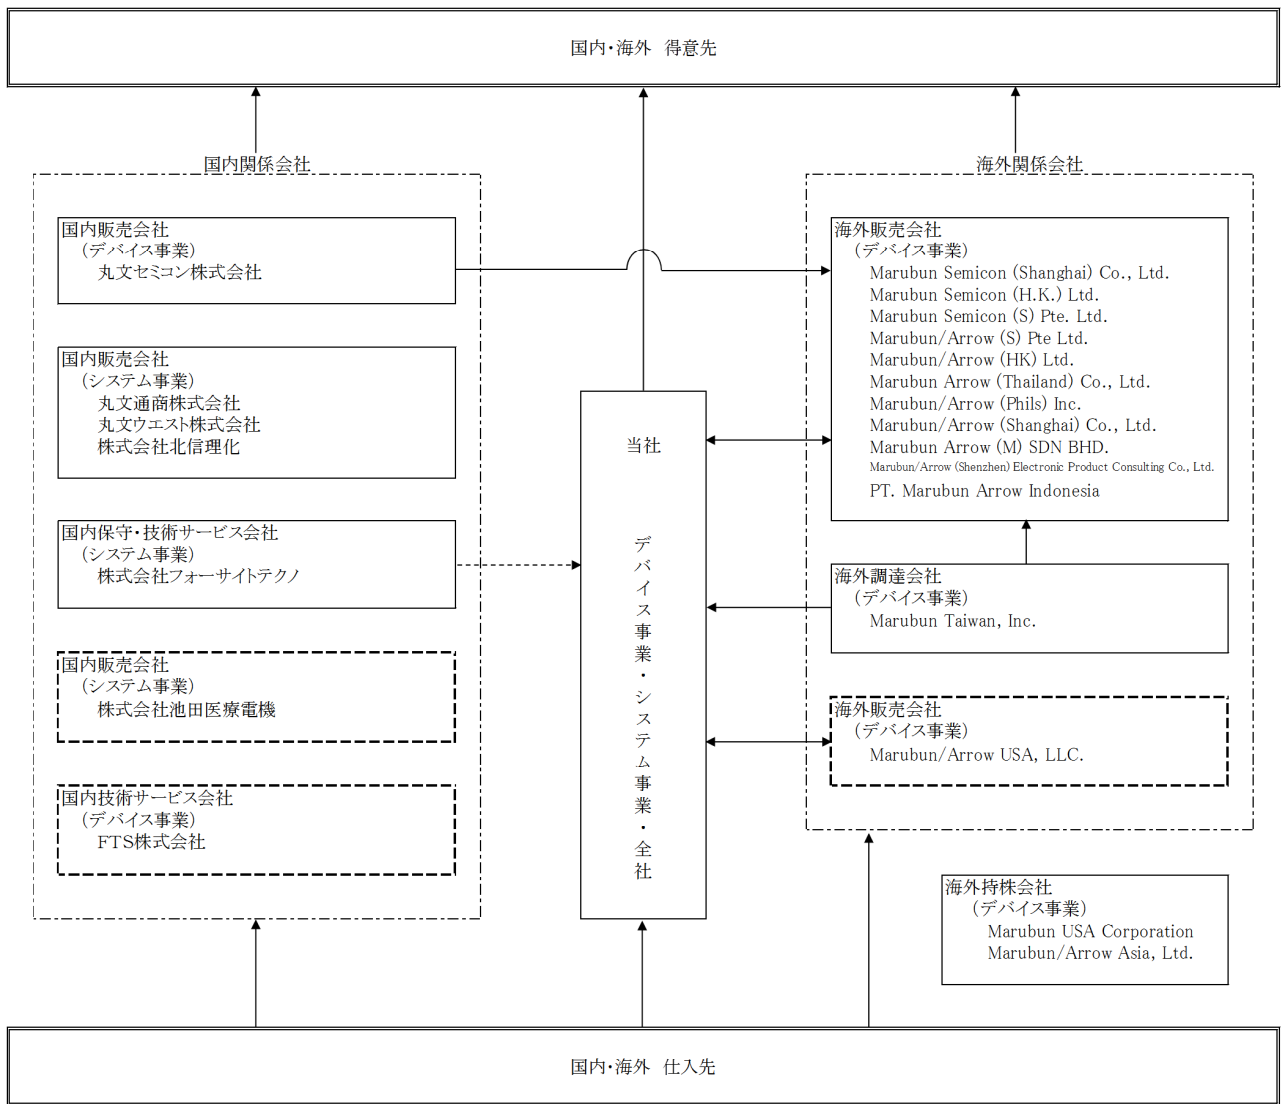 国内・海外　得意先
国内関係会社
国内販売会社
（デバイス事業）
丸文セミコン株式会社
国内販売会社
（システム事業）
丸文通商株式会社
丸文ウエスト株式会社
株式会社北信理化
国内保守・技術サービス会社
（システム事業）
株式会社フォーサイトテクノ
国内販売会社
（システム事業）
株式会社池田医療電機
国内技術サービス会社
（デバイス事業）
FTS株式会社
当社
デバイス事業・システム事業・全社
海外関係会社
海外販売会社
（デバイス事業）
Marubun Semicon (Shanghai) Co., Ltd.
Marubun Semicon (H.K.) Ltd.
Marubun Semicon (S) Pte. Ltd.
Marubun/Arrow (S) Pte Ltd.
Marubun/Arrow (HK) Ltd.
Marubun Arrow (Thailand) Co., Ltd.
Marubun/Arrow (Phils) Inc.
Marubun/Arrow (Shanghai) Co., Ltd.
Marubun Arrow (M) SDN BHD.
Marubun/Arrow (Shenzhen) Electronic Product Consulting Co., Ltd.
PT. Marubun Arrow Indonesia
海外調達会社
（デバイス事業）
Marubun Taiwan, Inc.
海外販売会社
（デバイス事業）
Marubun/Arrow USA, LLC.
海外持株会社
（デバイス事業）
Marubun USA Corporation
Marubun/Arrow Asia, Ltd.
国内・海外　仕入先